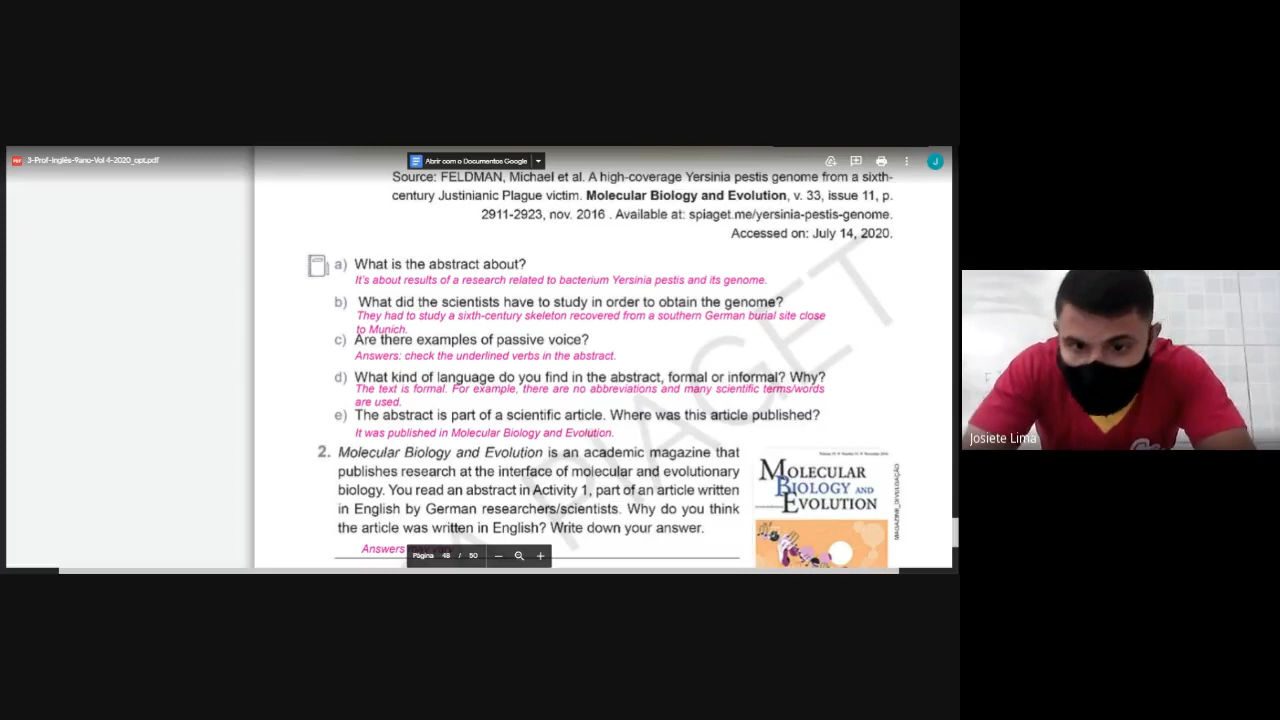 3-Prof-Inglês-9ano-Vol 4-2020_opt.pdf
Abrir com o Documentos Google
J
Source: FELDMAN, Michael et al. A high-coverage Yersinia pestis genome from a sixth-
century Justinianic Plague victim. Molecular Biology and Evolution, v. 33, issue 11, p.
2911-2923, nov. 2016 . Available at: spiaget.me/yersinia-pestis-genome.
Accessed on: July 14, 2020.
a) What is the abstract about?
It's about results of a research related to bacterium Yersinia pestis and its genome.
b) What did the scientists have to study in order to obtain the genome?
They had to study a sixth-century skeleton recovered from a southern German burial site close
to Munich.
c) Are there examples of passive voice?
Answers: check the underlined verbs in the abstract.
d) What kind of language do you find in the abstract, formal or informal? Why?
The text is formal. For example, there are no abbreviations and many scientific terms/words
are used.
e) The abstract is part of a scientific article. Where was this article published?
It was published in Molecular Biology and Evolution.
2. Molecular Biology and Evolution is an academic magazine that
publishes research at the interface of molecular and evolutionary
biology. You read an abstract in Activity 1, part of an article written
in English by German researchers/scientists. Why do you think
the article was written in English? Write down your answer.
Answers
MOLECULAR
BIOLOGY AND
EVOLUTION
MAGAZINE_DIVULGAÇÃO
PIAGET
Página 48 / 50
Josiete Lima